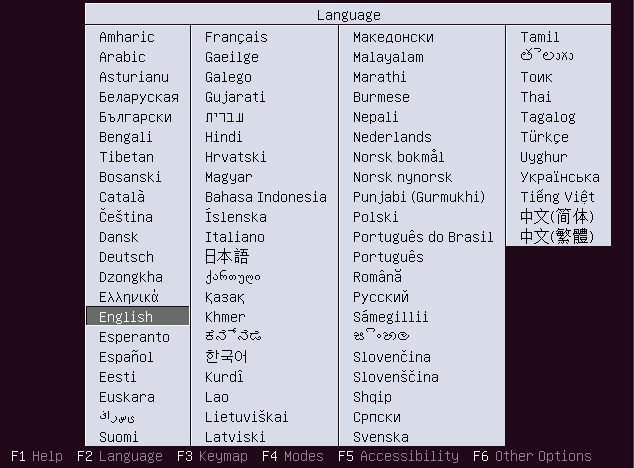 Language
Amharic
Arabic
Asturianu
Беларуская
Български
Bengali
Tibetan
Bosanski
Català
Čeština
Dansk
Deutsch
Dzongkha
Ελληνικά
English
Esperanto
Español
Eesti
Euskara
فارسی
Suomi
Français
Gaeilge
Galego
Gujarati
עברית
Hindi
Hrvatski
Magyar
Bahasa Indonesia
Íslenska
Italiano
日本語
ქართული
Қазақ
Khmer
ಕನ್ನಡ
한국어
Kurdî
Lao
Lietuviškai
Latviski
Македонски
Malayalam
Marathi
Burmese
Nepali
Nederlands
Norsk bokmål
Norsk nynorsk
Punjabi (Gurmukhi)
Polski
Português do Brasil
Português
Română
Русский
Sámegillii
සිංහල
Slovenčina
Slovenščina
Shqip
Српски
Svenska
Tamil
తెలుగు
Тоик
Thai
Tagalog
Türkçe
Uyghur
Українська
Tiếng Việt
中文(简体)
中文(繁體)
F1 Help F2 Language F3 Keymap F4 Modes F5 Accessibility F6 Other Options